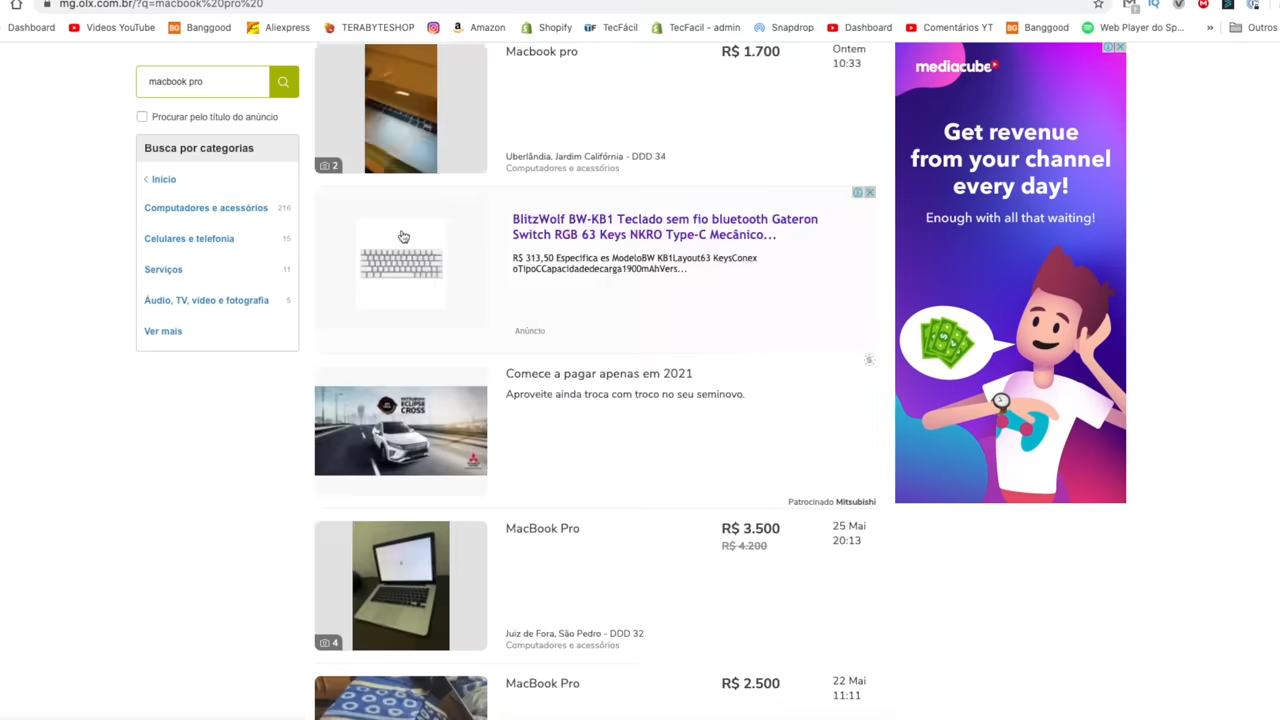 mg.olx.com.br/?q=macbook%20pro%20
Dashboard
Videos YouTube
Banggood
Aliexpress
TERABYTESHOP
Amazon
Shopify
TecFácil
TecFacil - admin
Snapdrop
Dashboard
Comentários YT
Banggood
Web Player do Sp...
»
Outros
macbook pro
Procurar pelo título do anúncio
Busca por categorias
Inicio
Computadores e acessórios 216
Celulares e telefonia 15
Serviços 11
Áudio, TV, vídeo e fotografia 5
Ver mais
Macbook pro
R$ 1.700
Ontem
10:33
2
Uberlândia, Jardim Califórnia - DDD 34
Computadores e acessórios
BlitzWolf BW-KB1 Teclado sem fio bluetooth Gateron
Switch RGB 63 Keys NKRO Type-C Mecânico...
R$ 313,50 Especifica es ModeloBW KB1Layout63 KeysConex
oTipoCCapacidadedecarga1900mAhVers...
Anúncio
Comece a pagar apenas em 2021
Aproveite ainda troca com troco no seu seminovo.
ECLIPSE
CROSS
Patrocinado Mitsubishi
MacBook Pro
R$ 3.500
R$ 4.200
25 Mai
20:13
4
Juiz de Fora, São Pedro - DDD 32
Computadores e acessórios
MacBook Pro
R$ 2.500
22 Mai
11:11
mediacube
Get revenue
from your channel
every day!
Enough with all that waiting!